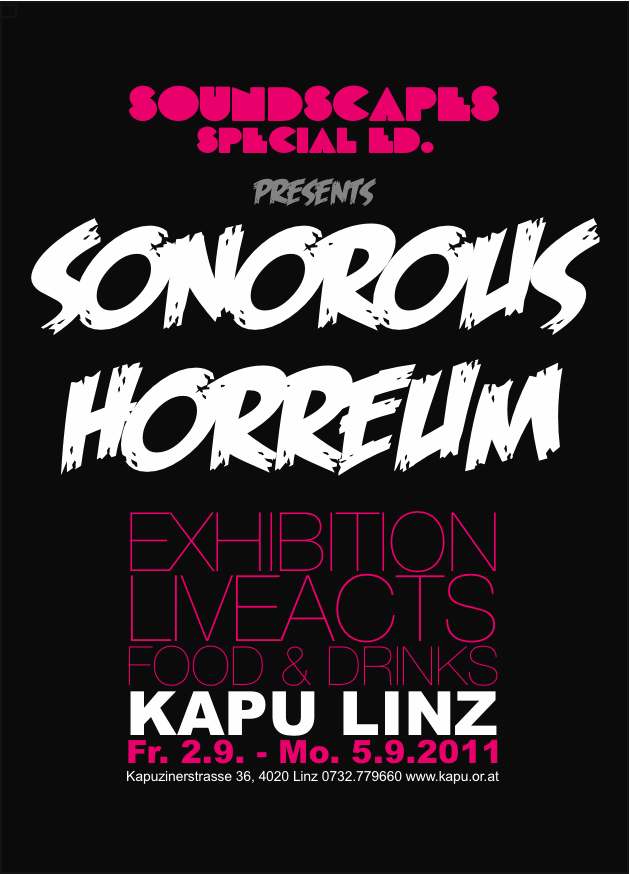 SOUNDSCAPES
SPECIAL ED.
PRESENTS
SONOROUS
HORREUM
EXHIBITION
LIVEACTS
FOOD & DRINKS
KAPU LINZ
Fr. 2.9. - Mo. 5.9.2011
Kapuzinerstrasse 36, 4020 Linz 0732.779660 www.kapu.or.at